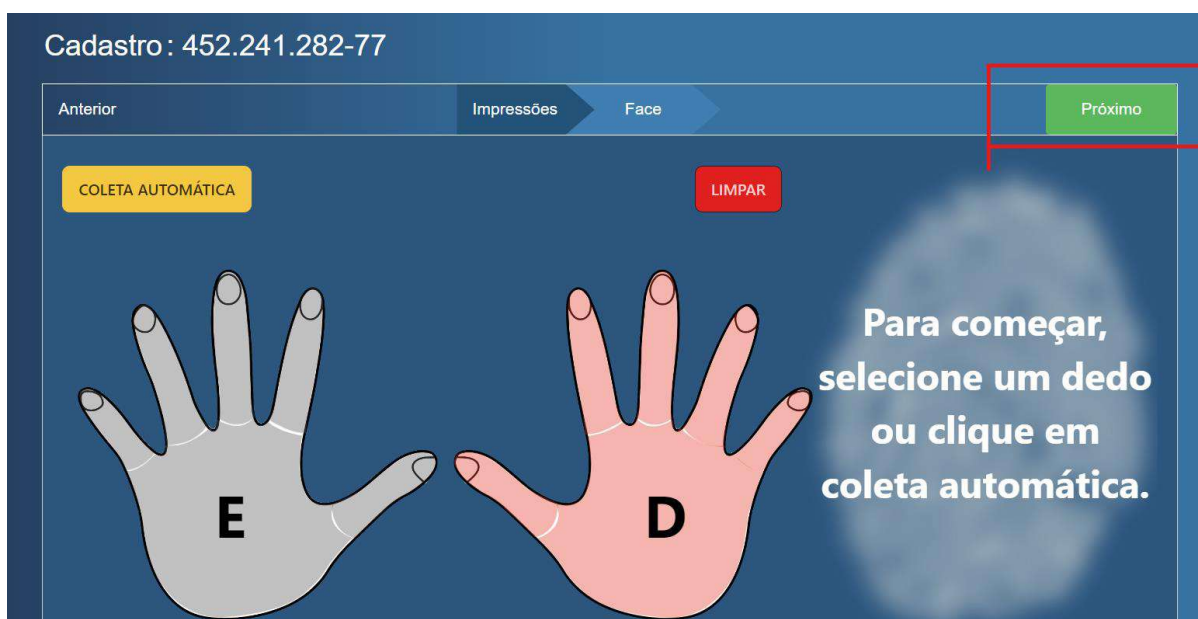 Cadastro: 452.241.282-77
Anterior
Impressões
Face
Próximo
COLETA AUTOMÁTICA
LIMPAR
E
D
Para começar,
selecione um dedo
ou clique em
coleta automática.